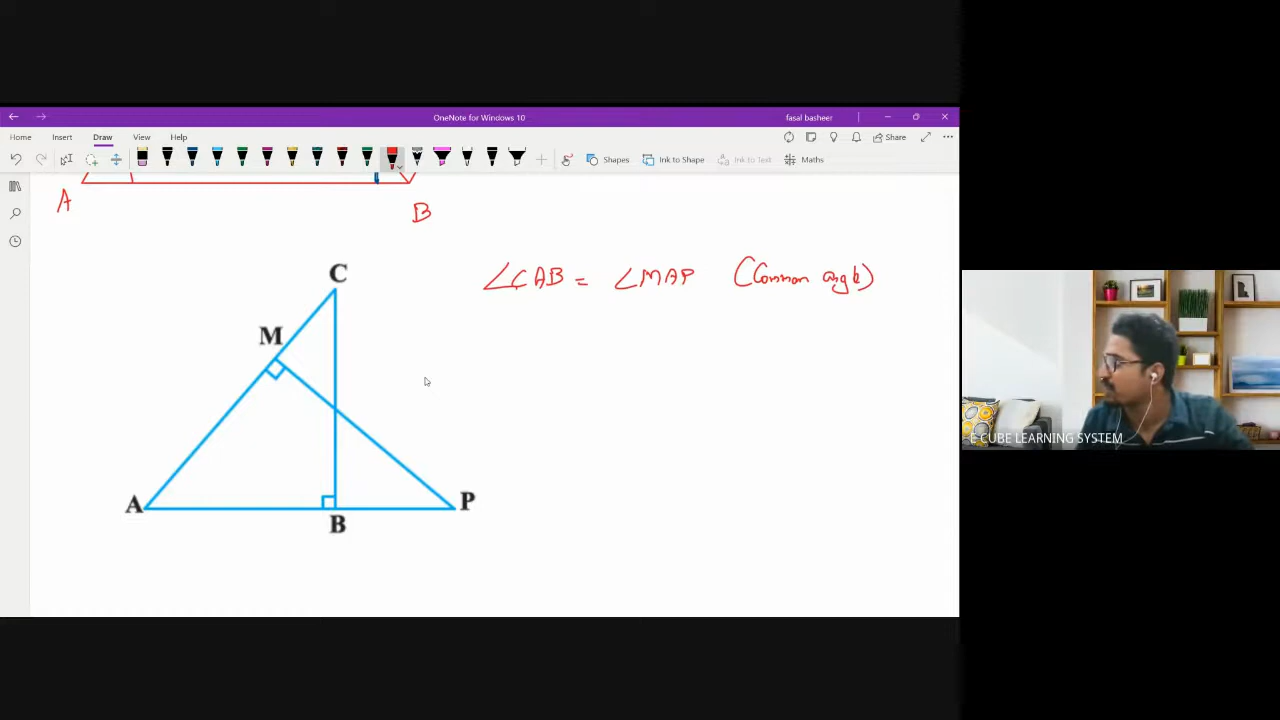 OneNote for Windows 10
fasal basheer
Home Insert Draw View Help
Share
Shapes Ink to Shape Ink to Text Maths
A
B
∠CAB = ∠MAP (Common angle)
C
M
A
B
P
E CUBE LEARNING SYSTEM